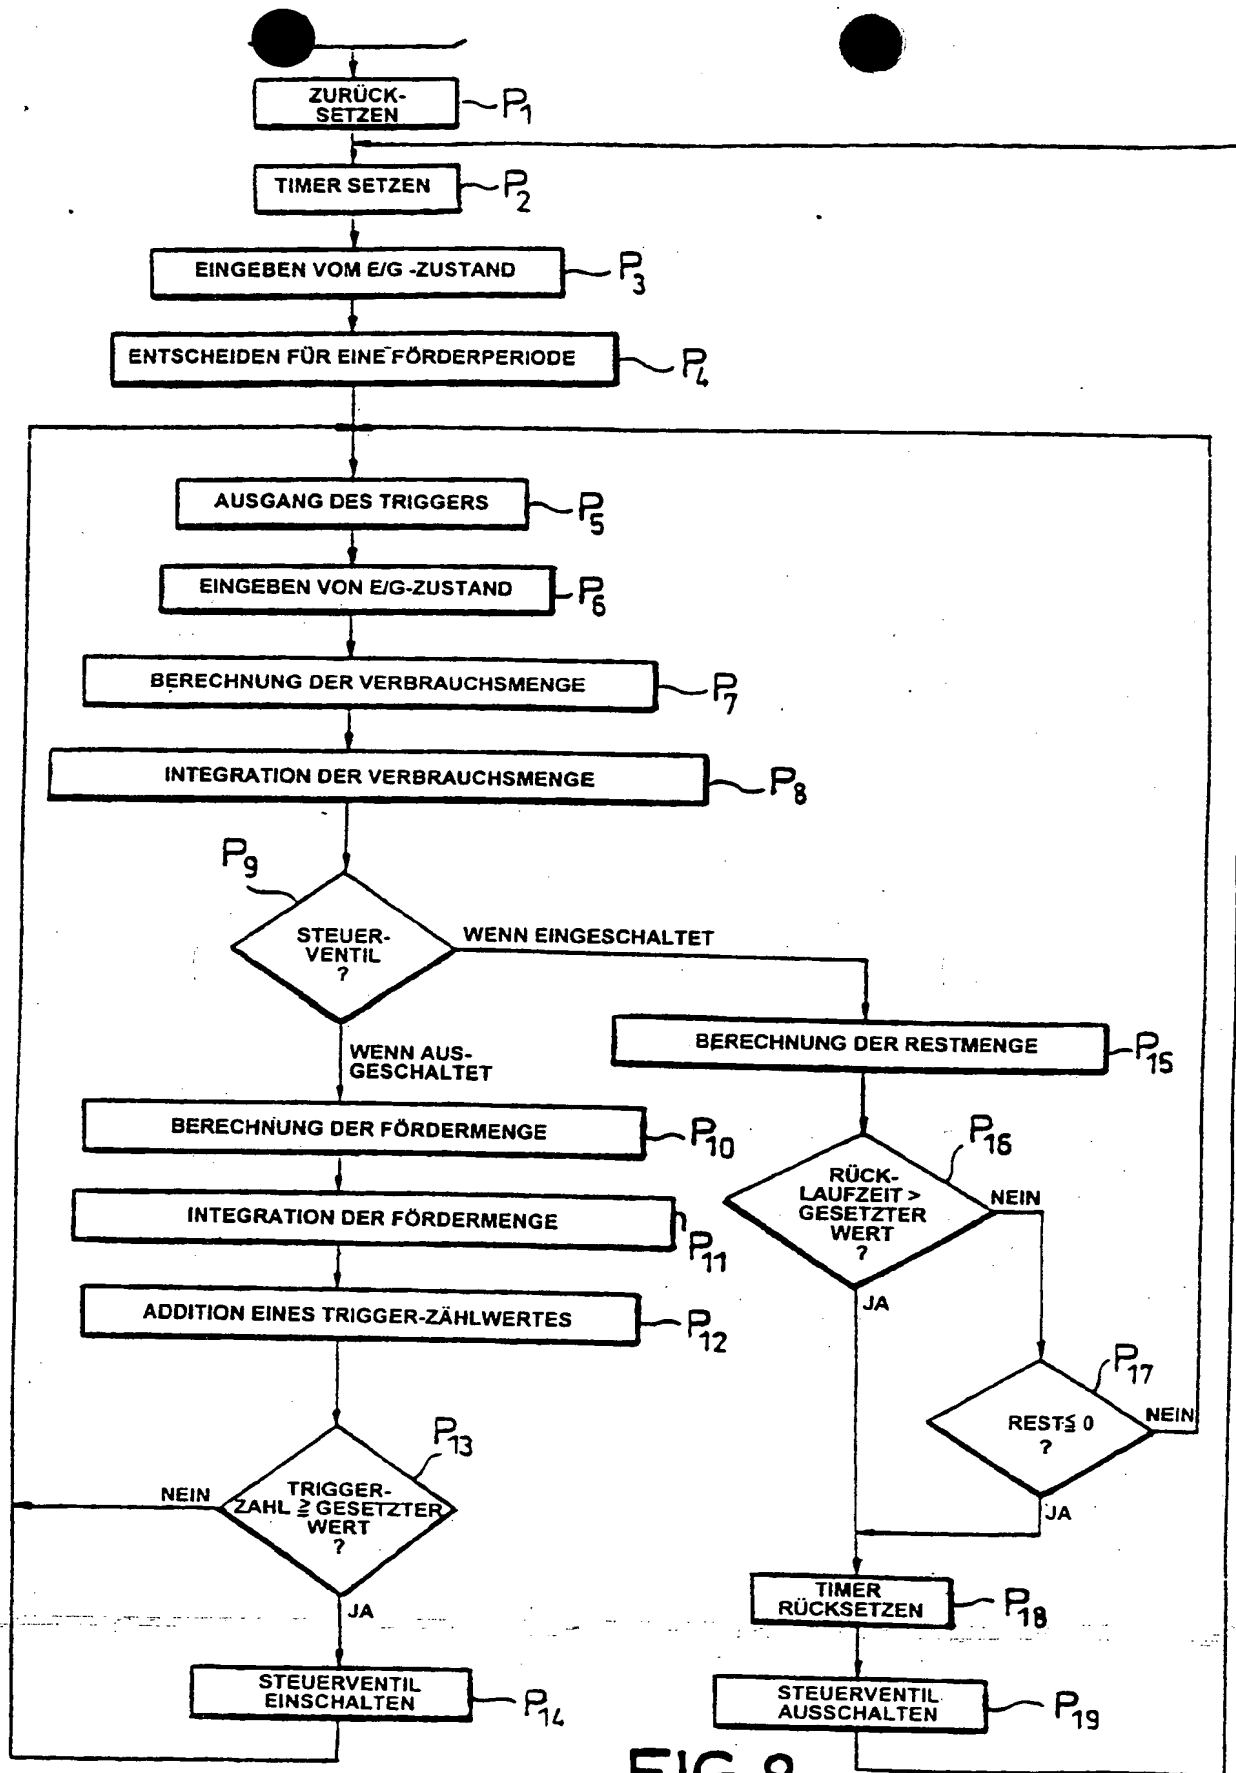 ZURÜCK-
SETZEN
P1
TIMER SETZEN
P2
EINGEBEN VOM E/G -ZUSTAND
P3
ENTSCHEIDEN FÜR EINE FÖRDERPERIODE
P4
AUSGANG DES TRIGGERS
P5
EINGEBEN VON E/G-ZUSTAND
P6
BERECHNUNG DER VERBRAUCHSMENGE
P7
INTEGRATION DER VERBRAUCHSMENGE
P8
P9
STEUER-
VENTIL
?
WENN EINGESCHALTET
WENN AUS-
GESCHALTET
BERECHNUNG DER RESTMENGE
P15
BERECHNUNG DER FÖRDERMENGE
P10
P16
RÜCK-
LAUFZEIT >
GESETZTER
WERT
?
NEIN
JA
INTEGRATION DER FÖRDERMENGE
P11
ADDITION EINES TRIGGER-ZÄHLWERTES
P12
P17
REST ≦ 0
?
NEIN
JA
P13
TRIGGER-
ZAHL ≧ GESETZTER
WERT
?
NEIN
JA
TIMER
RÜCKSETZEN
P18
STEUERVENTIL
EINSCHALTEN
P14
STEUERVENTIL
AUSSCHALTEN
P19
FIG. 8